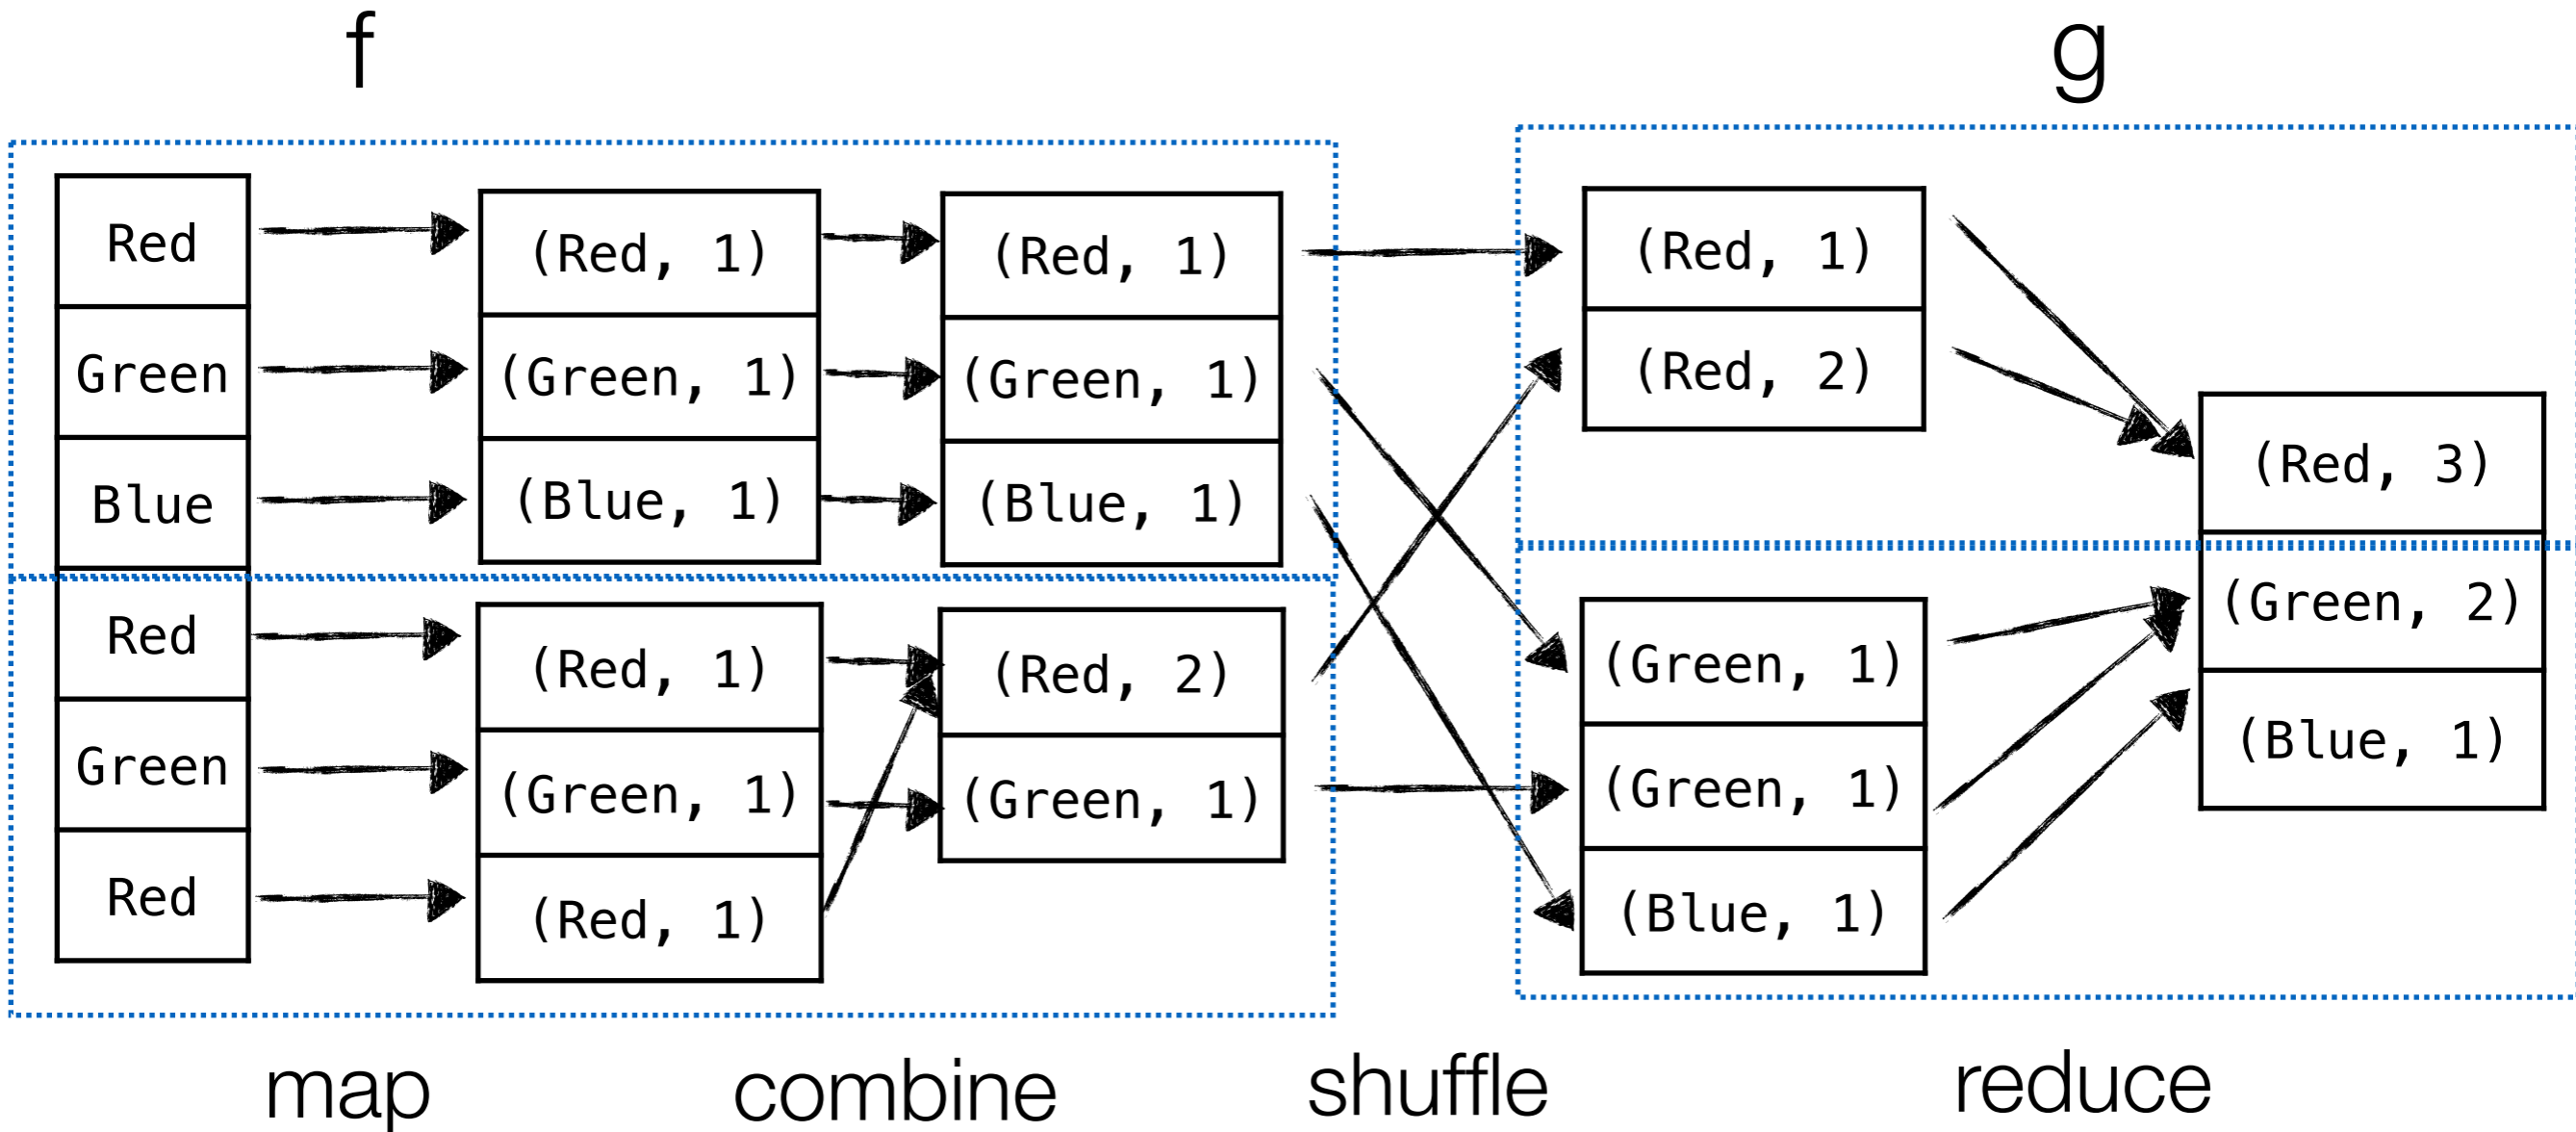 f
g
Red
Green
Blue
Red
Green
Red
(Red, 1)
(Green, 1)
(Blue, 1)
(Red, 1)
(Green, 1)
(Red, 1)
(Red, 1)
(Green, 1)
(Blue, 1)
(Red, 2)
(Green, 1)
(Red, 1)
(Red, 2)
(Green, 1)
(Green, 1)
(Blue, 1)
(Red, 3)
(Green, 2)
(Blue, 1)
map
combine
shuffle
reduce